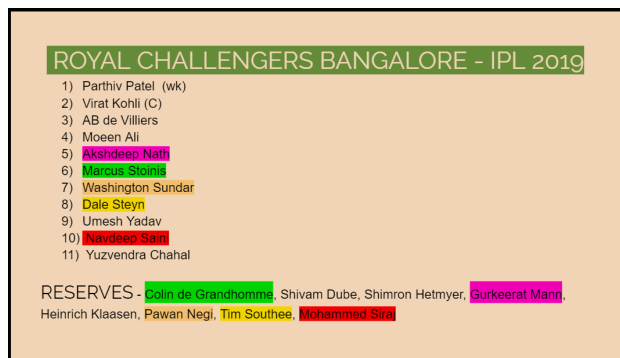 ROYAL CHALLENGERS BANGALORE - IPL 2019
1) Parthiv Patel (wk)
2) Virat Kohli (C)
3) AB de Villiers
4) Moeen Ali
5) Akshdeep Nath
6) Marcus Stoinis
7) Washington Sundar
8) Dale Steyn
9) Umesh Yadav
10) Navdeep Saini
11) Yuzvendra Chahal
RESERVES - Colin de Grandhomme, Shivam Dube, Shimron Hetmyer, Gurkeerat Mann,
Heinrich Klaasen, Pawan Negi, Tim Southee, Mohammed Siraj